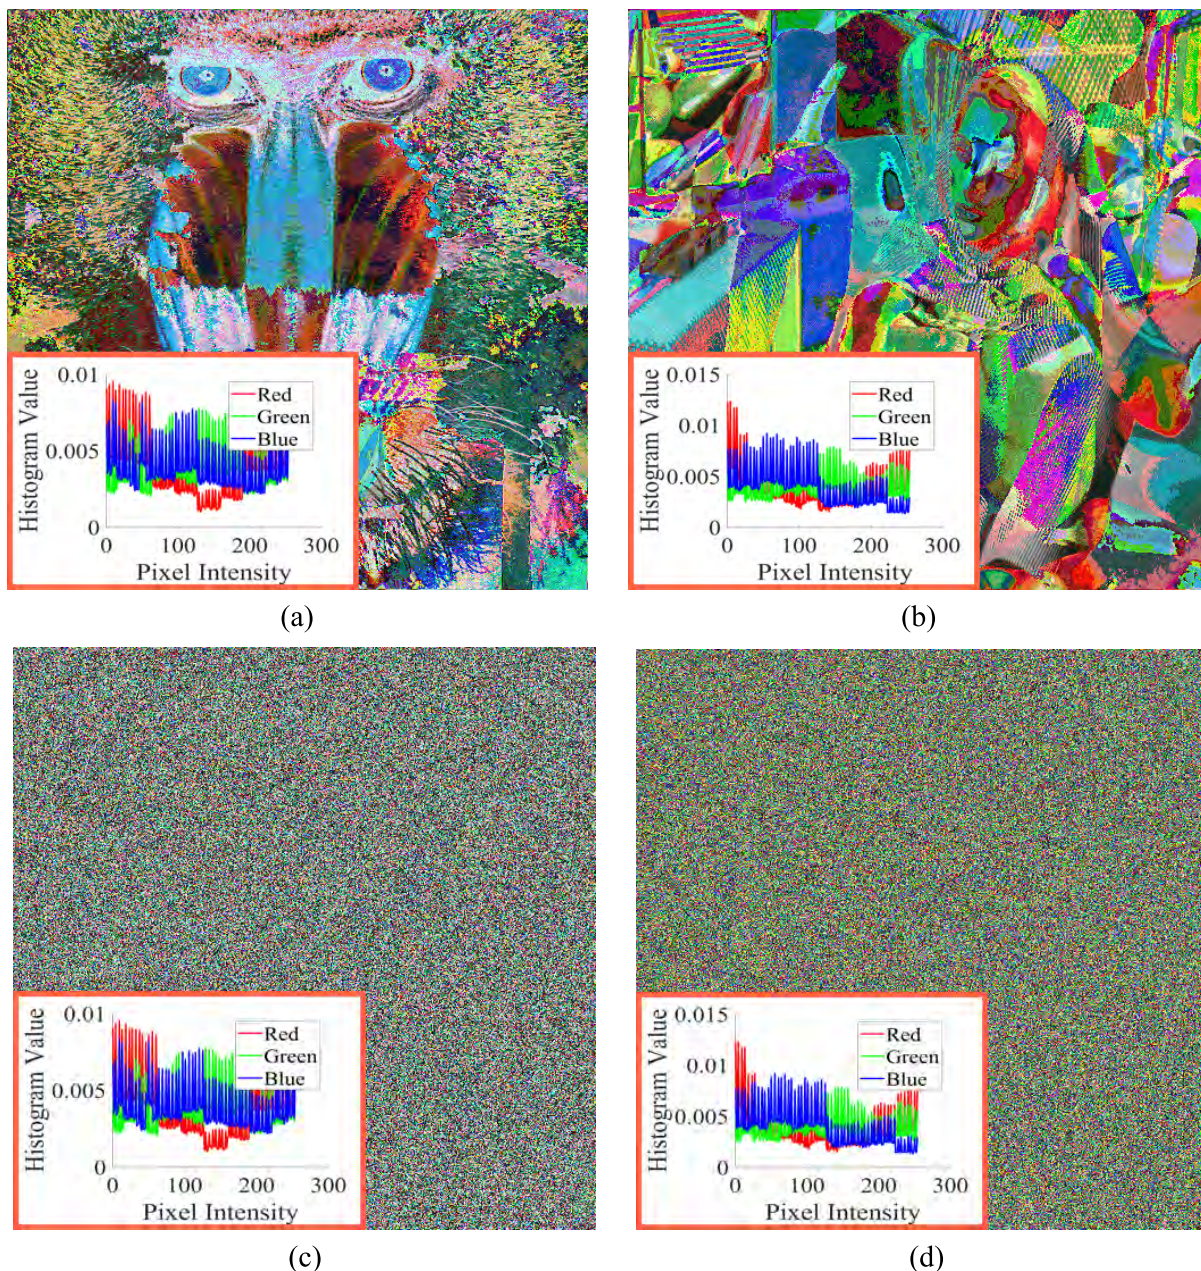 0.01
0.005
0
Histogram Value
Red
Green
Blue
0
100
200
300
Pixel Intensity
(a)
0.015
0.01
0.005
0
Histogram Value
Red
Green
Blue
0
100
200
300
Pixel Intensity
(b)
0.01
0.005
0
Histogram Value
Red
Green
Blue
0
100
200
300
Pixel Intensity
(c)
0.015
0.01
0.005
0
Histogram Value
Red
Green
Blue
0
100
200
300
Pixel Intensity
(d)